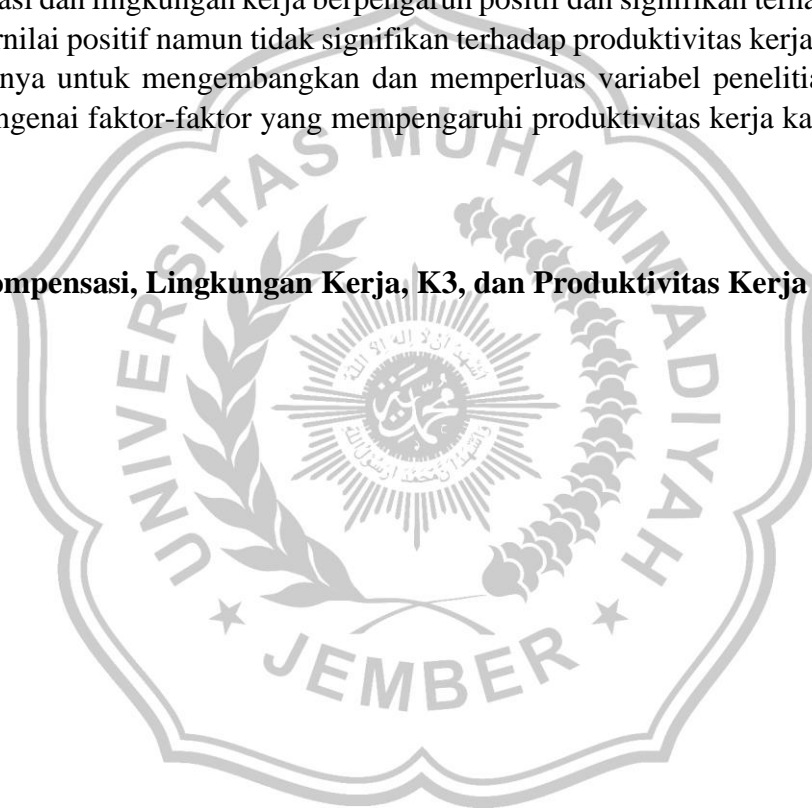 asi dan lingkungan kerja berpengaruh positif dan signifikan terha
rnilai positif namun tidak signifikan terhadap produktivitas kerja
nya untuk mengembangkan dan memperluas variabel peneliti
ngenai faktor-faktor yang mempengaruhi produktivitas kerja ka
ompensasi, Lingkungan Kerja, K3, dan Produktivitas Kerja
UNIVERSITAS MUHAMMADIYAH
JEMBER